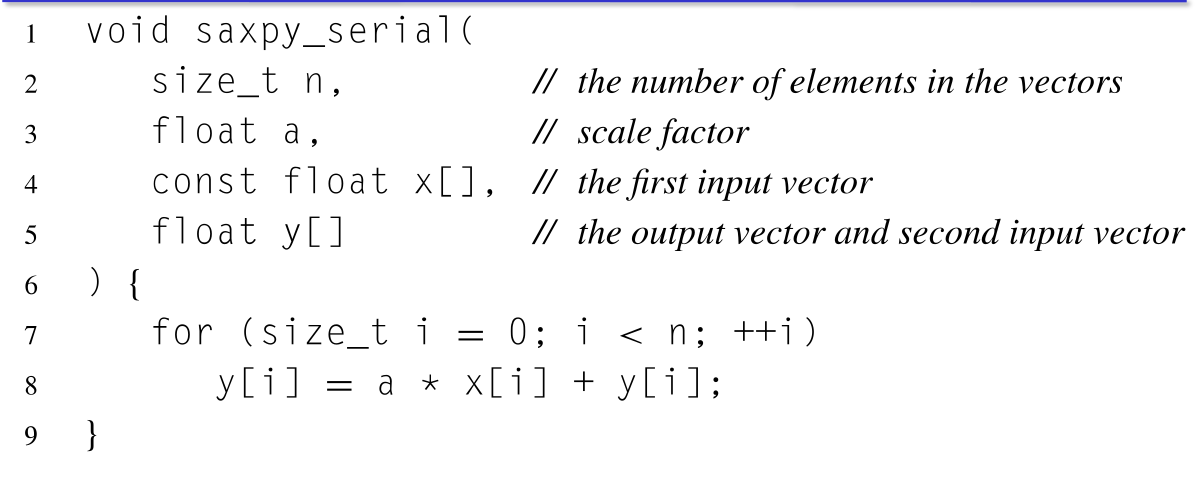 1 void saxpy_serial(
2 size_t n, // the number of elements in the vectors
3 float a, // scale factor
4 const float x[], // the first input vector
5 float y[] // the output vector and second input vector
6 ) {
7 for (size_t i = 0; i < n; ++i)
8 y[i] = a * x[i] + y[i];
9 }